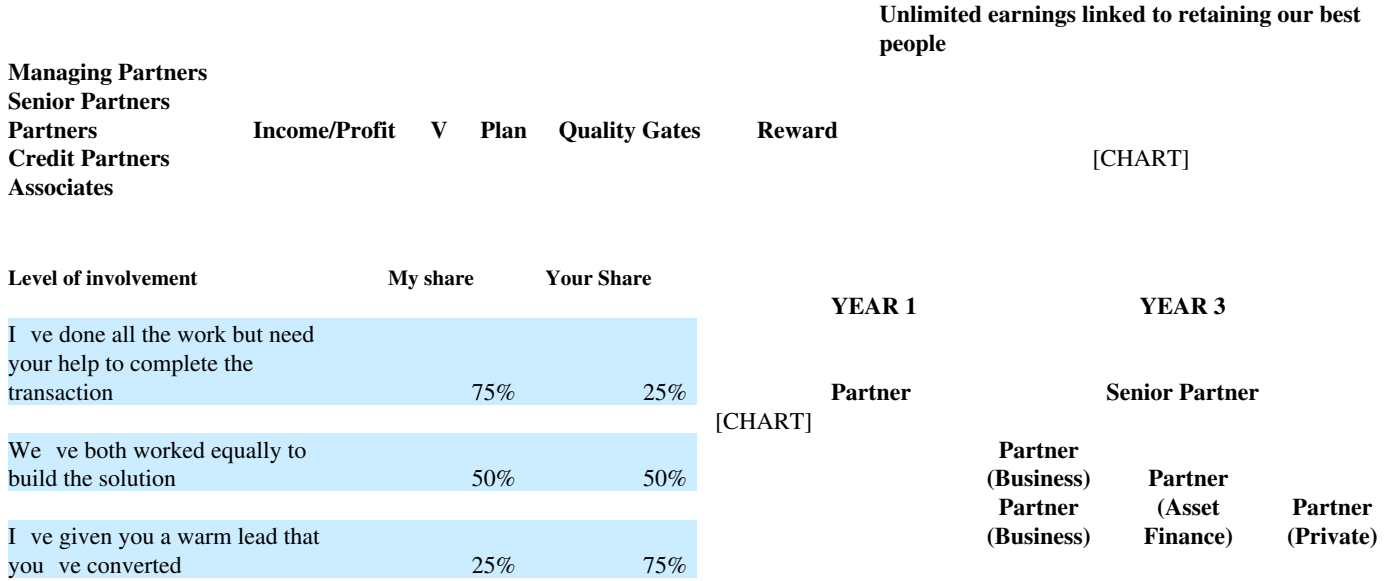 Unlimited earnings linked to retaining our best
people
Managing Partners
Senior Partners
Partners Income/Profit V Plan Quality Gates Reward
Credit Partners
[CHART]
Associates
Level of involvement My share Your Share
I ve done all the work but need
your help to complete the
transaction 75% 25%
We ve both worked equally to
build the solution 50% 50%
I ve given you a warm lead that
you ve converted 25% 75%
YEAR 1 YEAR 3
Partner Senior Partner
[CHART]
Partner
(Business) Partner
Partner (Asset Partner
(Business) Finance) (Private)